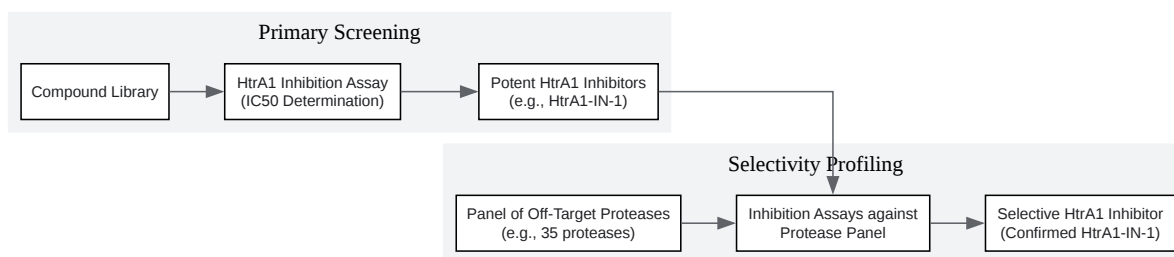 Primary Screening
Compound Library
HtrA1 Inhibition Assay
(IC50 Determination)
Potent HtrA1 Inhibitors
(e.g., HtrA1-IN-1)
Selectivity Profiling
Panel of Off-Target Proteases
(e.g., 35 proteases)
Inhibition Assays against
Protease Panel
Selective HtrA1 Inhibitor
(Confirmed HtrA1-IN-1)